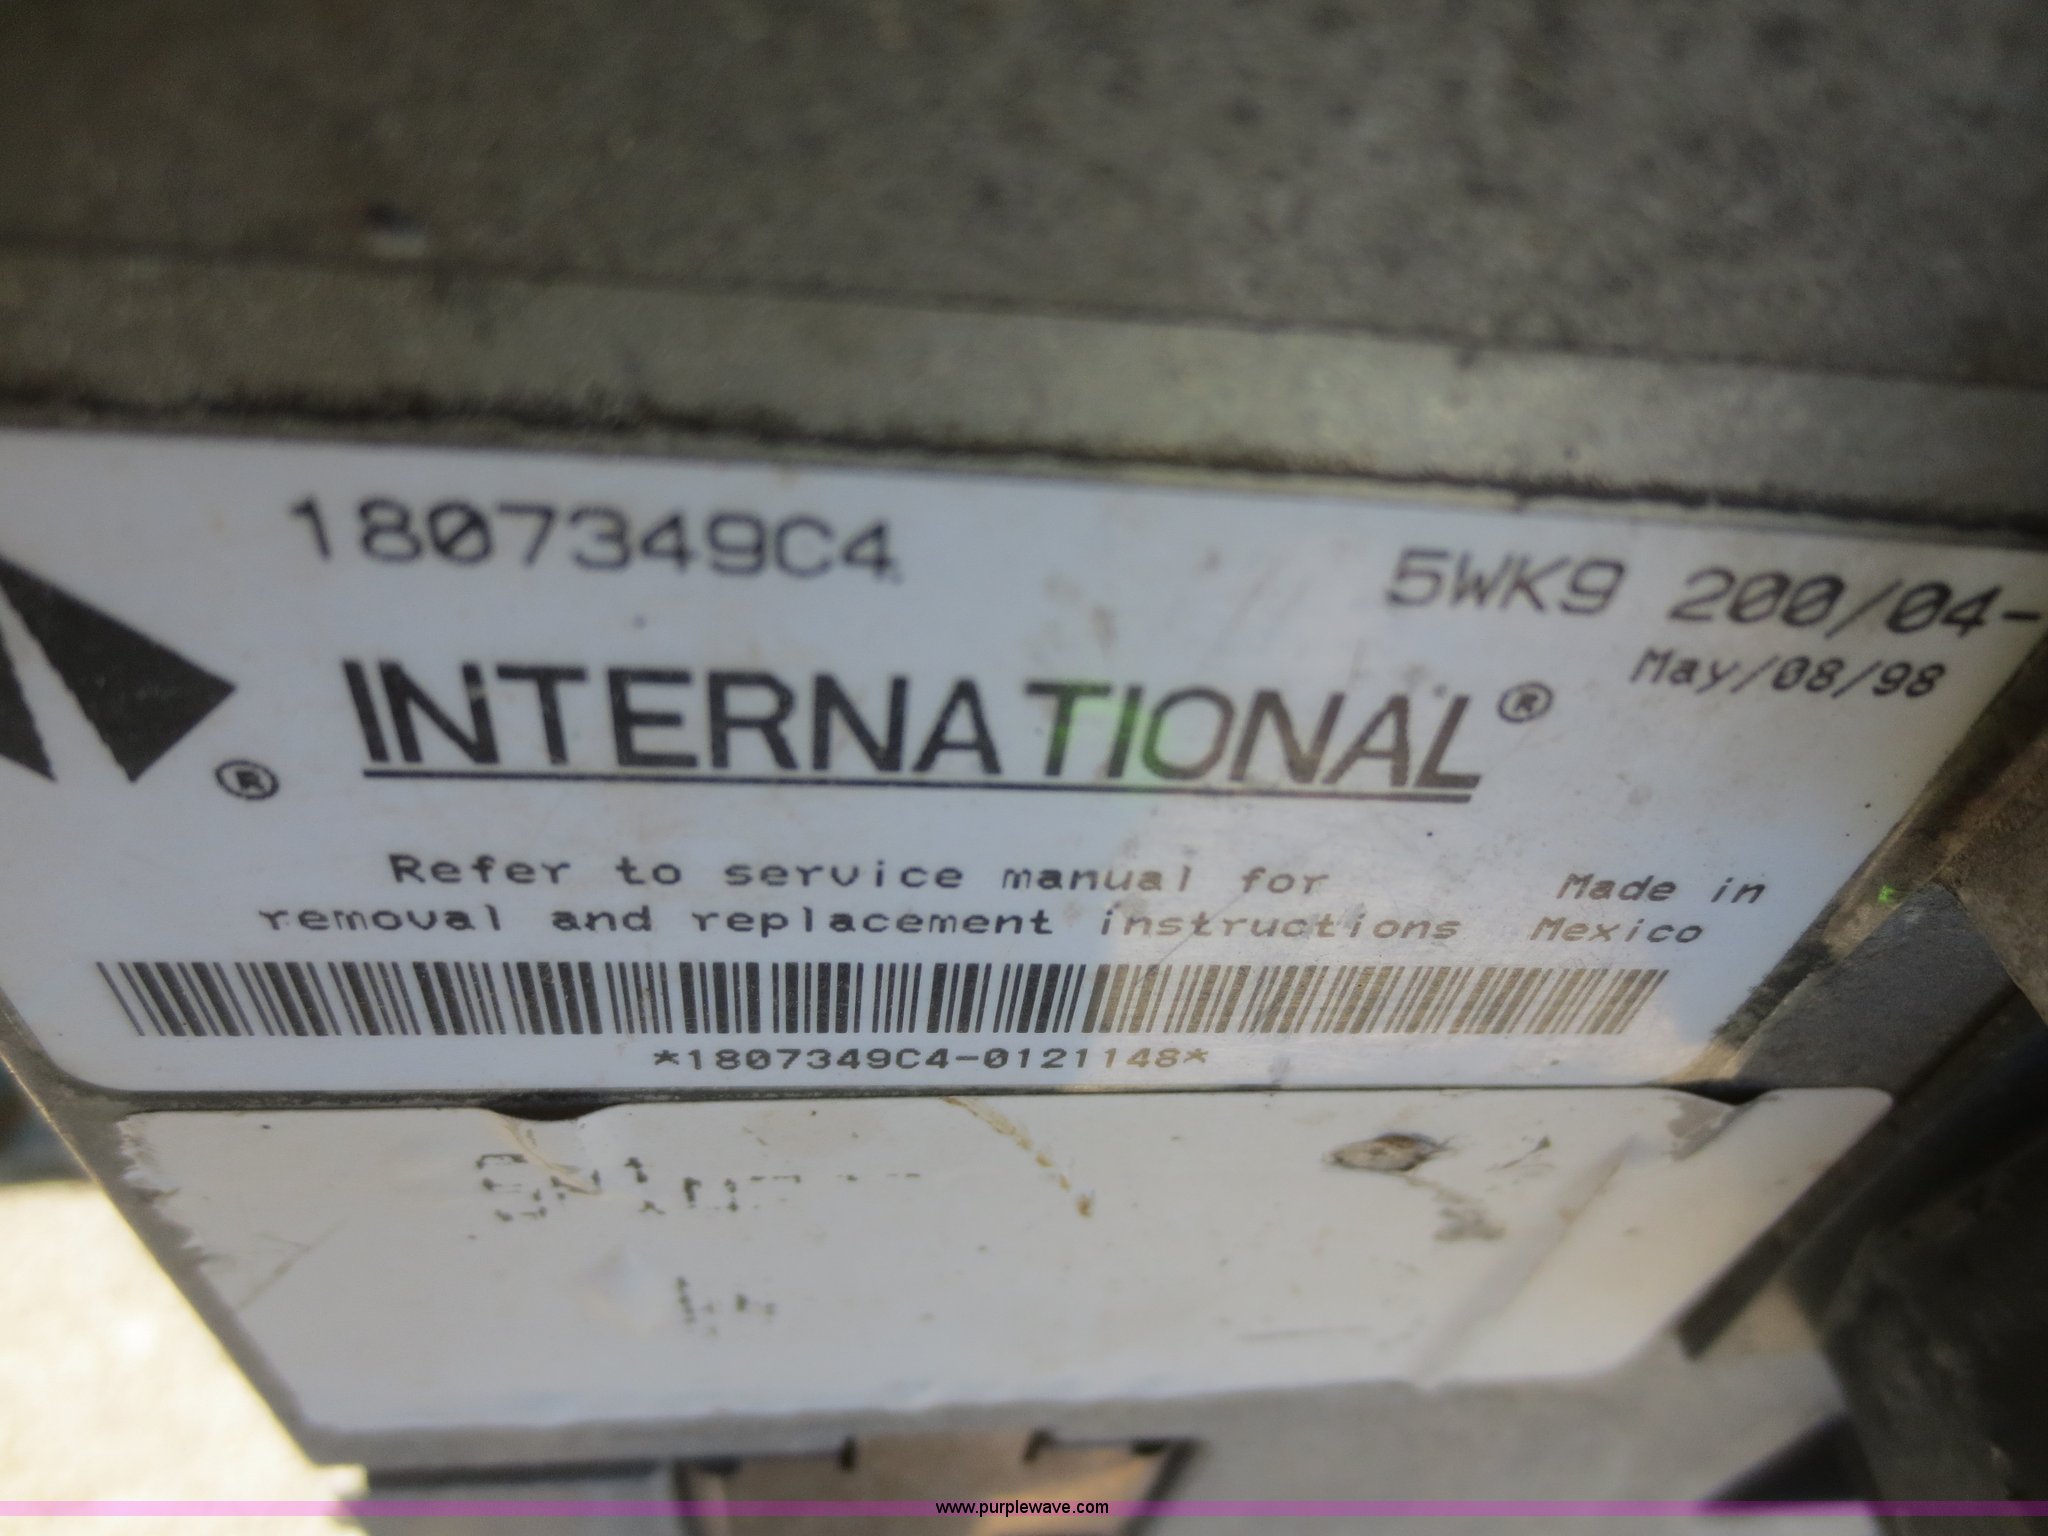 1807349C4
5WK9 200/04-
May/08/98
INTERNATIONAL®
®
Refer to service manual for
removal and replacement instructions
Made in
Mexico
*1807349C4-0121148*
www.purplewave.com